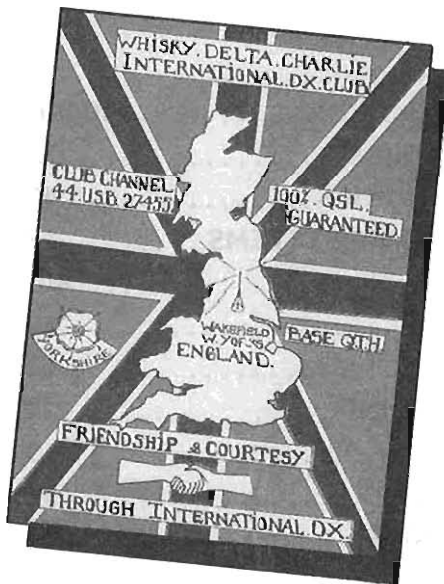 WHISKY. DELTA. CHARLIE
INTERNATIONAL. DX. CLUB
CLUB CHANNEL
44. USB. 27455
100%. QSL.
GUARANTEED.
YORKSHIRE
WAKEFIELD
ENGLAND.
BASE QTH
FRIENDSHIP & COURTESY
THROUGH INTERNATIONAL. DX.